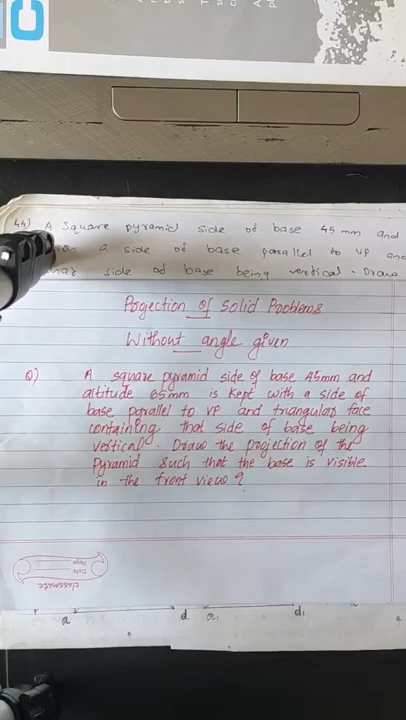 44) A Square pyramid side of base 45 mm and
a side of base parallel to VP and
side of base being vertical. Draw
Projection of Solid Problems
Without angle given
Q) A square pyramid side of base 45mm and
altitude 65mm is kept with a side of
base parallel to VP and triangular face
containing that side of base being
vertical. Draw the projection of the
Pyramid Such that the base is visible
in the front view ?
Date
Page
classmate
a d a1 d1